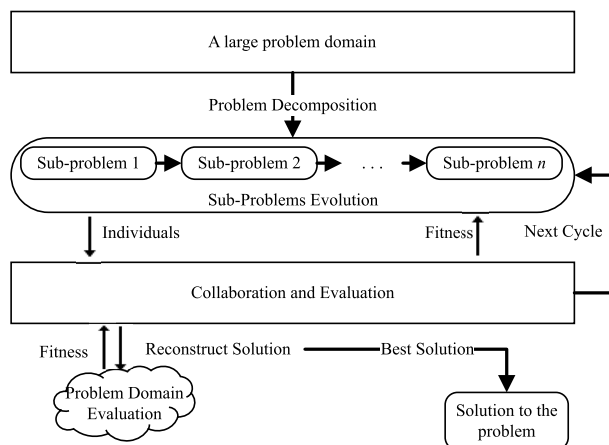 A large problem domain
Problem Decomposition
Sub-problem 1
Sub-problem 2
. . .
Sub-problem n
Sub-Problems Evolution
Individuals
Fitness
Next Cycle
Collaboration and Evaluation
Fitness
Reconstruct Solution
Best Solution
Problem Domain
Evaluation
Solution to the
problem